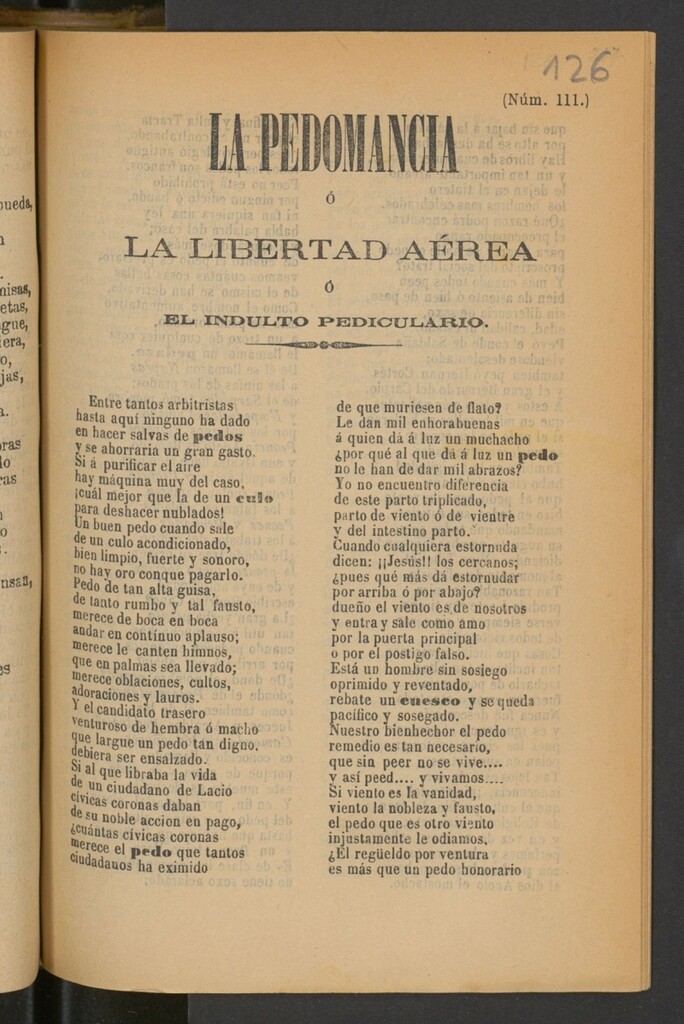 126
(Núm. 111.)
LA PEDOMANCIA
ó
LA LIBERTAD AÉREA
ó
EL INDULTO PEDICULARIO.
Entre tantos arbitristas
hasta aquí ninguno ha dado
en hacer salvas de pedos
y se ahorraria un gran gasto.
Si á purificar el aire
hay máquina muy del caso,
¡cuál mejor que la de un culo
para deshacer nublados!
Un buen pedo cuando sale
de un culo acondicionado,
bien limpio, fuerte y sonoro,
no hay oro conque pagarlo.
Pedo de tan alta guisa,
de tanto rumbo y tal fausto,
merece de boca en boca
andar en contínuo aplauso;
merece le canten himnos,
que en palmas sea llevado;
merece oblaciones, cultos,
adoraciones y lauros.
Y el candidato trasero
venturoso de hembra ó macho
que largue un pedo tan digno.
debiera ser ensalzado.
Si al que libraba la vida
de un ciudadano de Lacio
cívicas coronas daban
de su noble accion en pago,
¿cuántas cívicas coronas
merece el pedo que tantos
ciudadanos ha eximido
de que muriesen de flato?
Le dan mil enhorabuenas
á quien dá á luz un muchacho
¿por qué al que dá á luz un pedo
no le han de dar mil abrazos?
Yo no encuentro diferencia
de este parto triplicado,
parto de viento ó de vientre
y del intestino parto.
Cuando cualquiera estornuda
dicen: ¡¡Jesús!! los cercanos;
¿pues qué más dá estornudar
por arriba ó por abajo?
dueño el viento es de nosotros
y entra y sale como amo
por la puerta principal
o por el postigo falso.
Está un hombre sin sosiego
oprimido y reventado,
rebate un cuesco y se queda
pacífico y sosegado.
Nuestro bienhechor el pedo
remedio es tan necesario,
que sin peer no se vive....
y así peed.... y vivamos....
Si viento es la vanidad,
viento la nobleza y fausto,
el pedo que es otro viento
injustamente le odiamos.
¿El regüeldo por ventura
es más que un pedo honorario